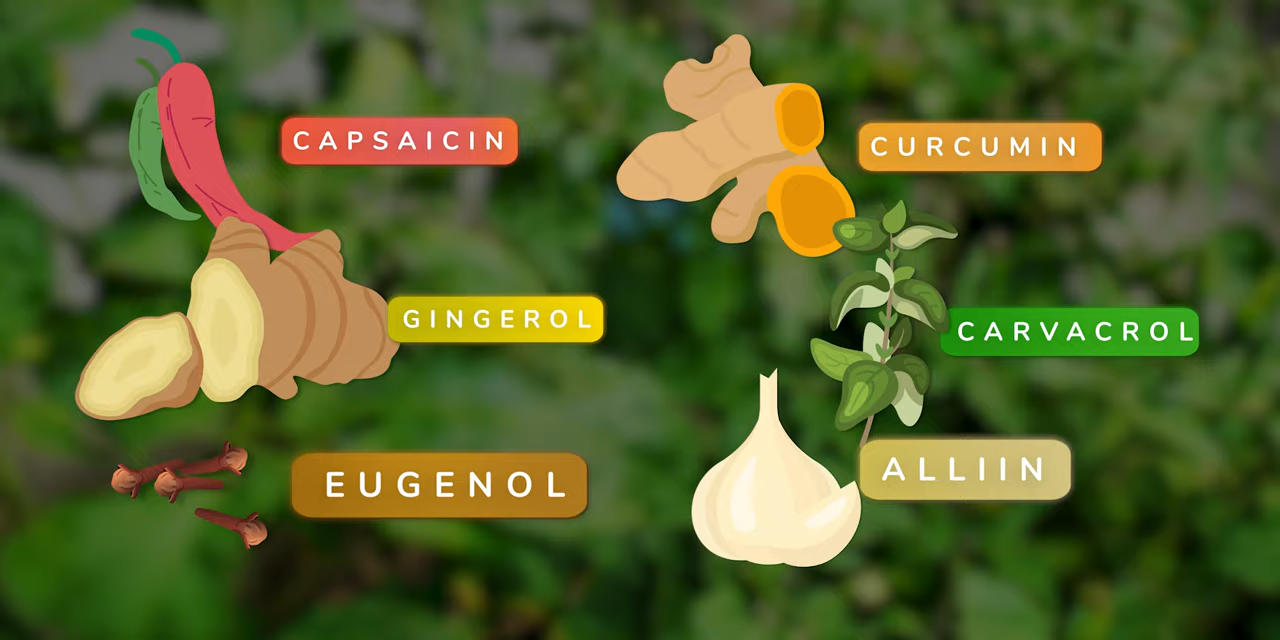 CAPSAICIN
CURCUMIN
GINGEROL
CARVACROL
EUGENOL
ALLIIN